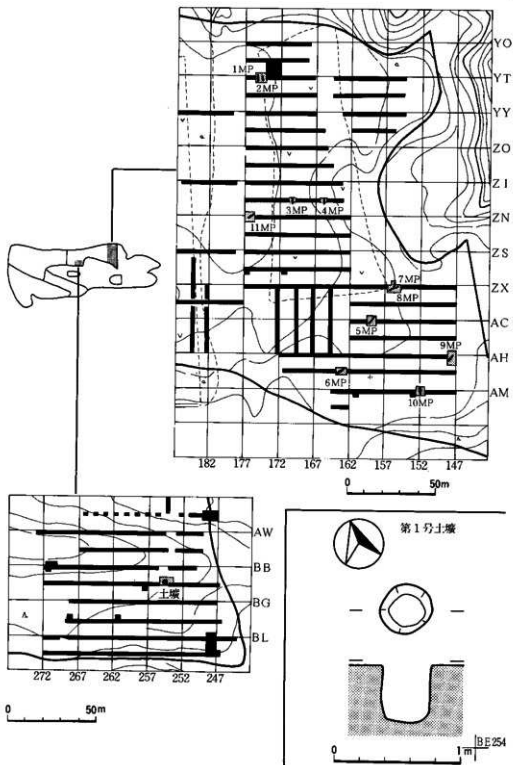 YO
1MP
YT
2MP
YY
ZO
ZI
3MP 4MP
ZN
11MP
ZS
7MP
ZX
8MP
AC
5MP
9MP
AH
6MP
AM
10MP
182 177 172 167 162 157 152 147
0 50m
AW
BB
土壙
BG
BL
272 267 262 257 252 247
0 50m
第1号土壙
BE254
0 1m